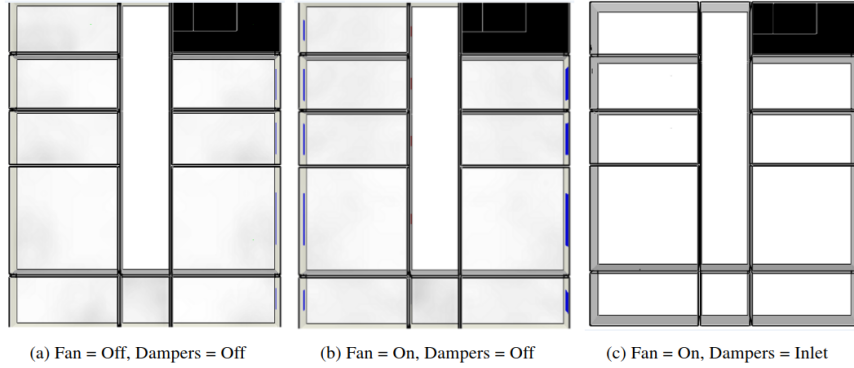 (a) Fan = Off, Dampers = Off
(b) Fan = On, Dampers = Off
(c) Fan = On, Dampers = Inlet